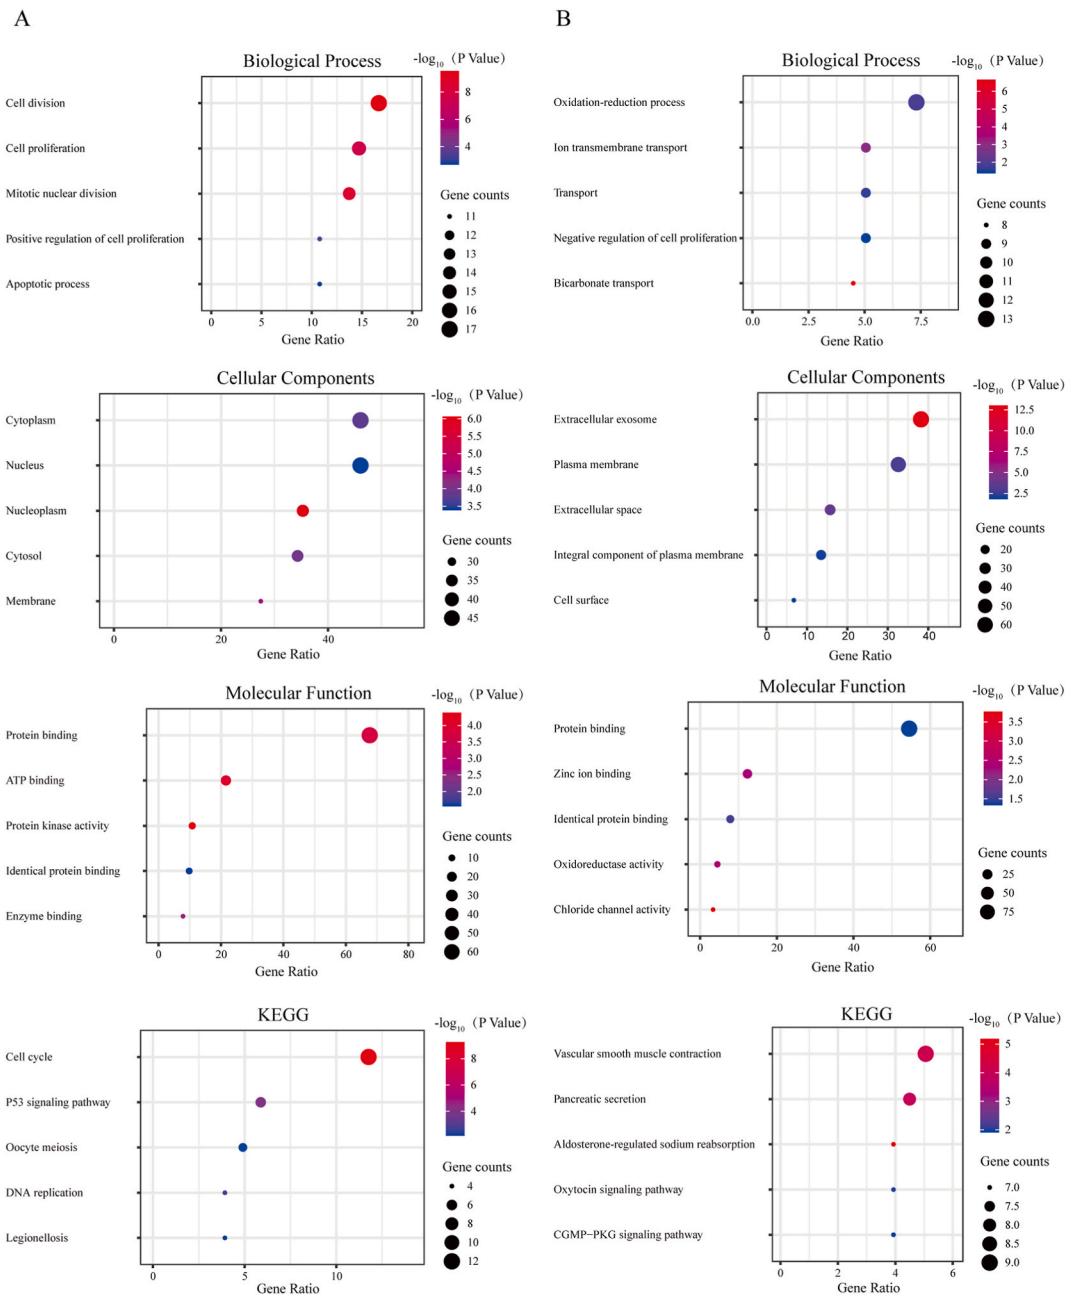 A
Biological Process
-log10 (P Value)
Cell division
Cell proliferation
Mitotic nuclear division
Positive regulation of cell proliferation
Apoptotic process
8
6
4
Gene counts
11
12
13
14
15
16
17
0 5 10 15 20
Gene Ratio
Cellular Components
-log10 (P Value)
Cytoplasm
Nucleus
Nucleoplasm
Cytosol
Membrane
6.0
5.5
5.0
4.5
4.0
3.5
Gene counts
30
35
40
45
0 20 40
Gene Ratio
Molecular Function
-log10 (P Value)
Protein binding
ATP binding
Protein kinase activity
Identical protein binding
Enzyme binding
4.0
3.5
3.0
2.5
2.0
Gene counts
10
20
30
40
50
60
0 20 40 60 80
Gene Ratio
KEGG
-log10 (P Value)
Cell cycle
P53 signaling pathway
Oocyte meiosis
DNA replication
Legionellosis
8
6
4
Gene counts
4
6
8
10
12
0 5 10
Gene Ratio
B
Biological Process
-log10 (P Value)
Oxidation-reduction process
Ion transmembrane transport
Transport
Negative regulation of cell proliferation
Bicarbonate transport
6
5
4
3
2
Gene counts
8
9
10
11
12
13
0.0 2.5 5.0 7.5
Gene Ratio
Cellular Components
-log10 (P Value)
Extracellular exosome
Plasma membrane
Extracellular space
Integral component of plasma membrane
Cell surface
12.5
10.0
7.5
5.0
2.5
Gene counts
20
30
40
50
60
0 10 20 30 40
Gene Ratio
Molecular Function
-log10 (P Value)
Protein binding
Zinc ion binding
Identical protein binding
Oxidoreductase activity
Chloride channel activity
3.5
3.0
2.5
2.0
1.5
Gene counts
25
50
75
0 20 40 60
Gene Ratio
KEGG
-log10 (P Value)
Vascular smooth muscle contraction
Pancreatic secretion
Aldosterone-regulated sodium reabsorption
Oxytocin signaling pathway
CGMP−PKG signaling pathway
5
4
3
2
Gene counts
7.0
7.5
8.0
8.5
9.0
0 2 4 6
Gene Ratio